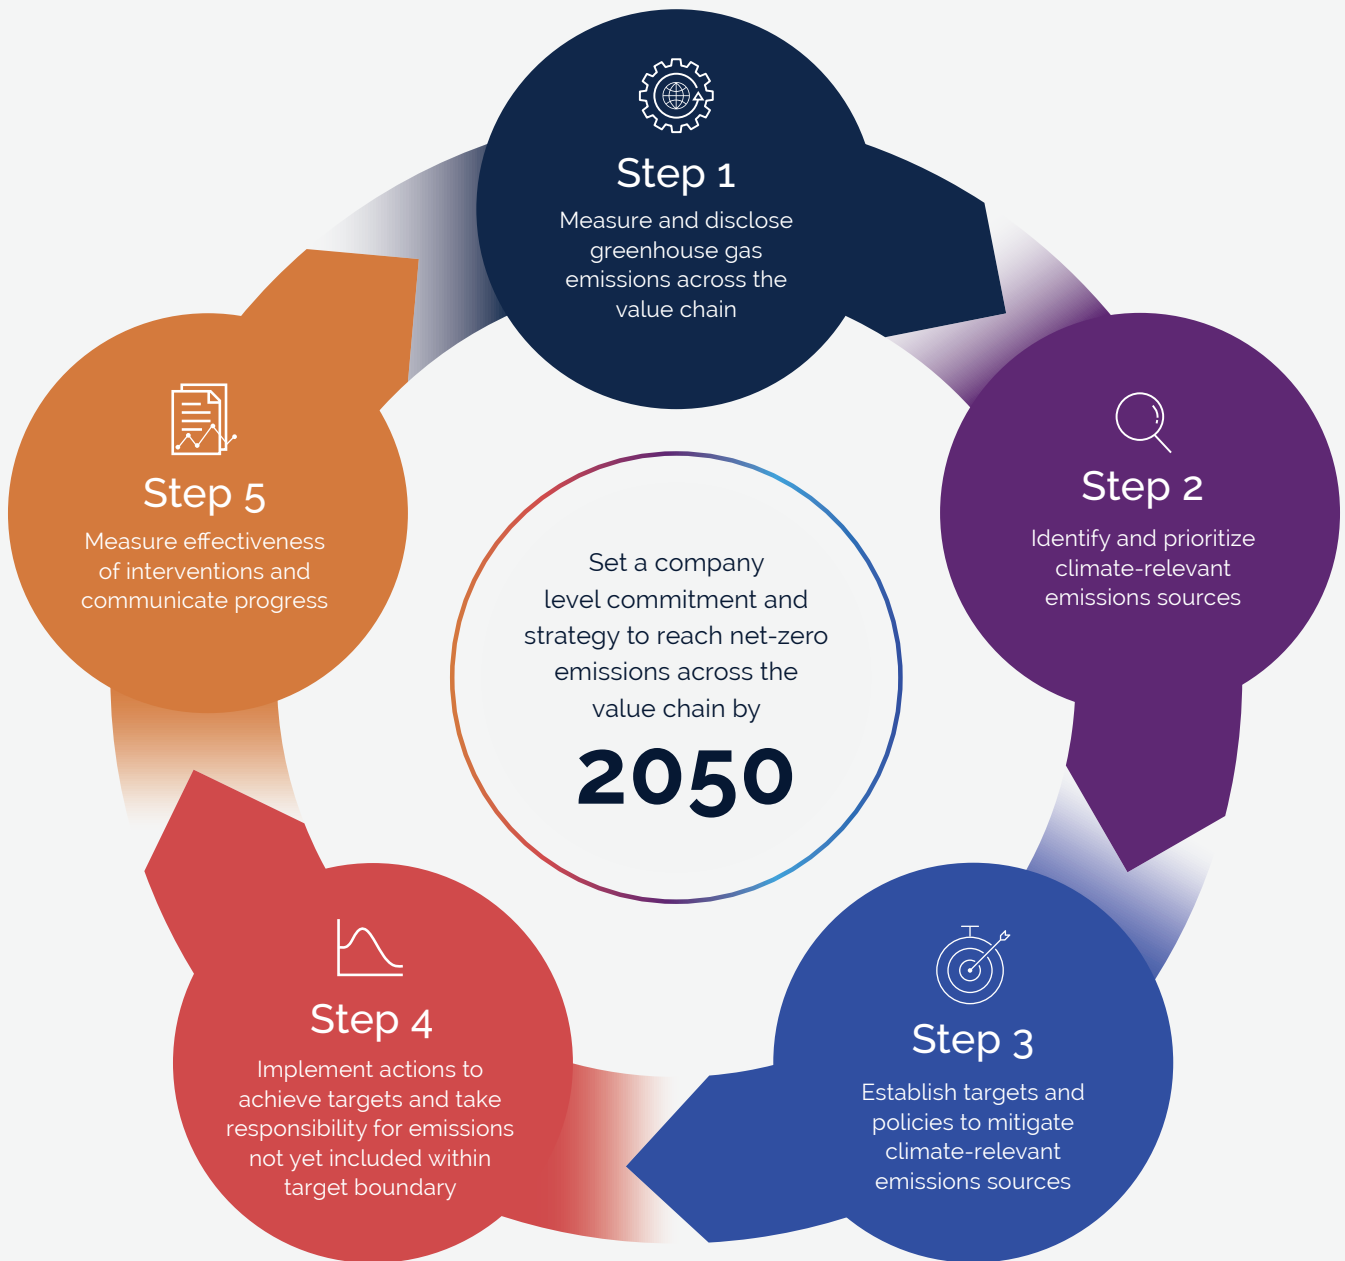 Step 1
Measure and disclose
greenhouse gas
emissions across the
value chain
Step 2
Identify and prioritize
climate-relevant
emissions sources
Step 3
Establish targets and
policies to mitigate
climate-relevant
emissions sources
Step 4
Implement actions to
achieve targets and take
responsibility for emissions
not yet included within
target boundary
Step 5
Measure effectiveness
of interventions and
communicate progress
Set a company
level commitment and
strategy to reach net-zero
emissions across the
value chain by
2050